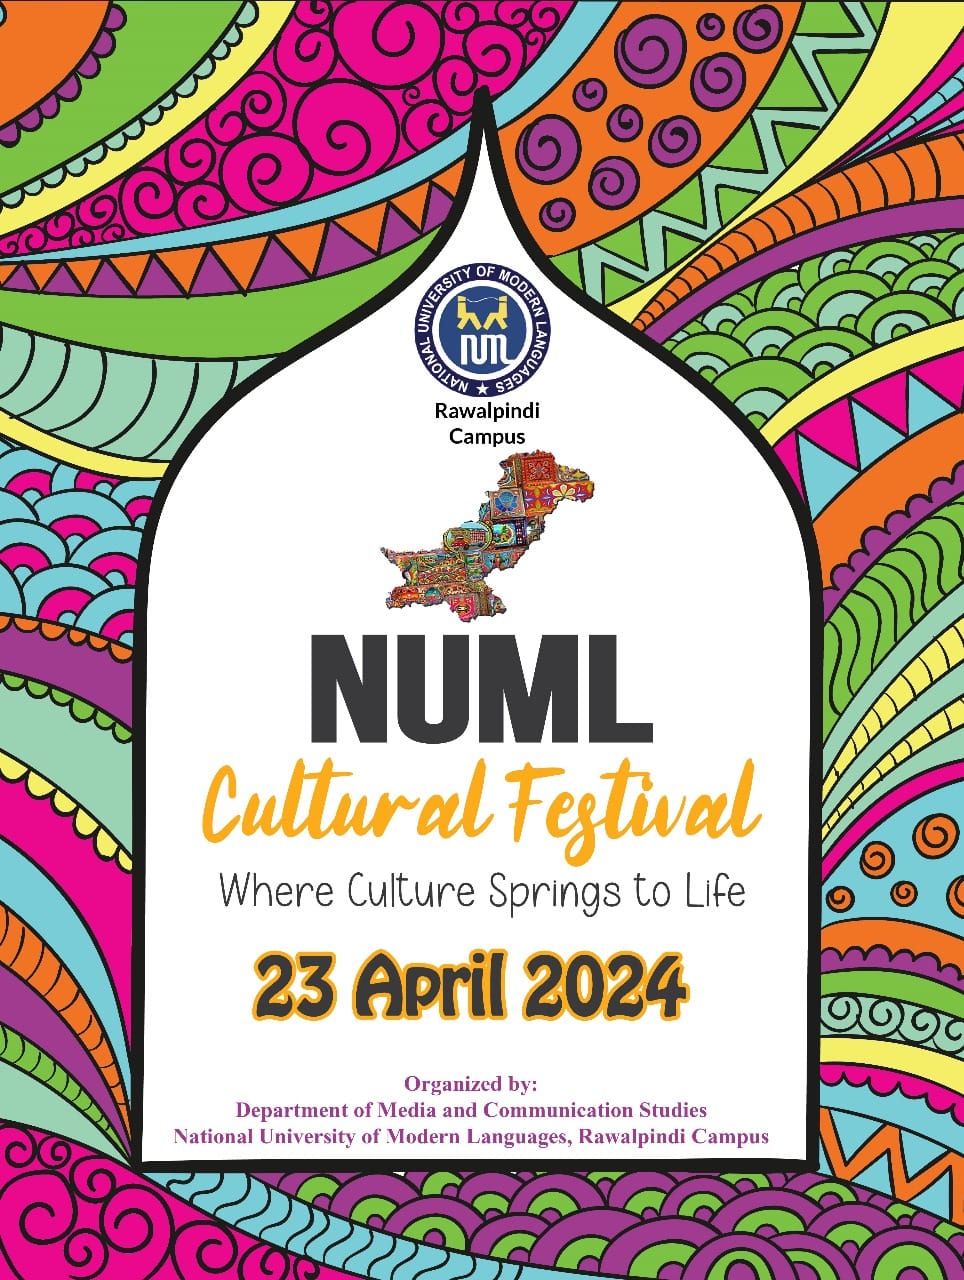 NATIONAL UNIVERSITY OF MODERN LANGUAGES
NUML
Rawalpindi
Campus
NUML
Cultural Festival
Where Culture Springs to Life
23 April 2024
Organized by:
Department of Media and Communication Studies
National University of Modern Languages, Rawalpindi Campus